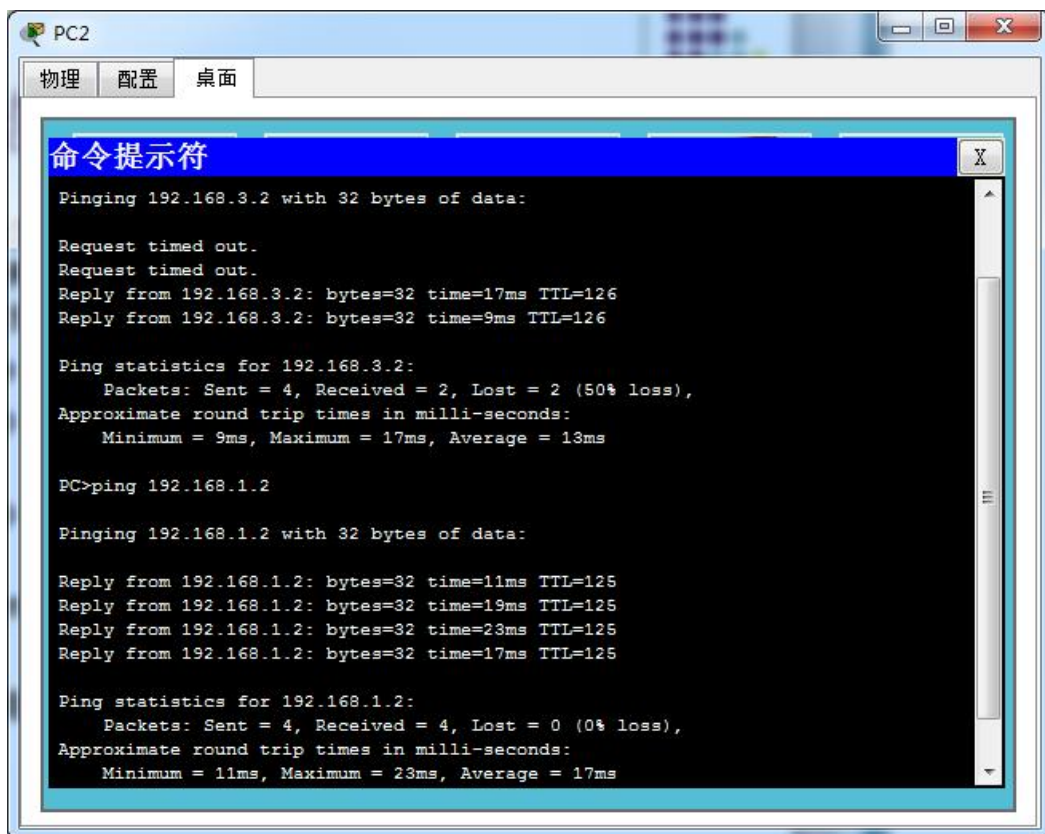 PC2
物理 配置 桌面
命令提示符 X
Pinging 192.168.3.2 with 32 bytes of data:
Request timed out.
Request timed out.
Reply from 192.168.3.2: bytes=32 time=17ms TTL=126
Reply from 192.168.3.2: bytes=32 time=9ms TTL=126
Ping statistics for 192.168.3.2:
Packets: Sent = 4, Received = 2, Lost = 2 (50% loss),
Approximate round trip times in milli-seconds:
Minimum = 9ms, Maximum = 17ms, Average = 13ms
PC>ping 192.168.1.2
Pinging 192.168.1.2 with 32 bytes of data:
Reply from 192.168.1.2: bytes=32 time=11ms TTL=125
Reply from 192.168.1.2: bytes=32 time=19ms TTL=125
Reply from 192.168.1.2: bytes=32 time=23ms TTL=125
Reply from 192.168.1.2: bytes=32 time=17ms TTL=125
Ping statistics for 192.168.1.2:
Packets: Sent = 4, Received = 4, Lost = 0 (0% loss),
Approximate round trip times in milli-seconds:
Minimum = 11ms, Maximum = 23ms, Average = 17ms